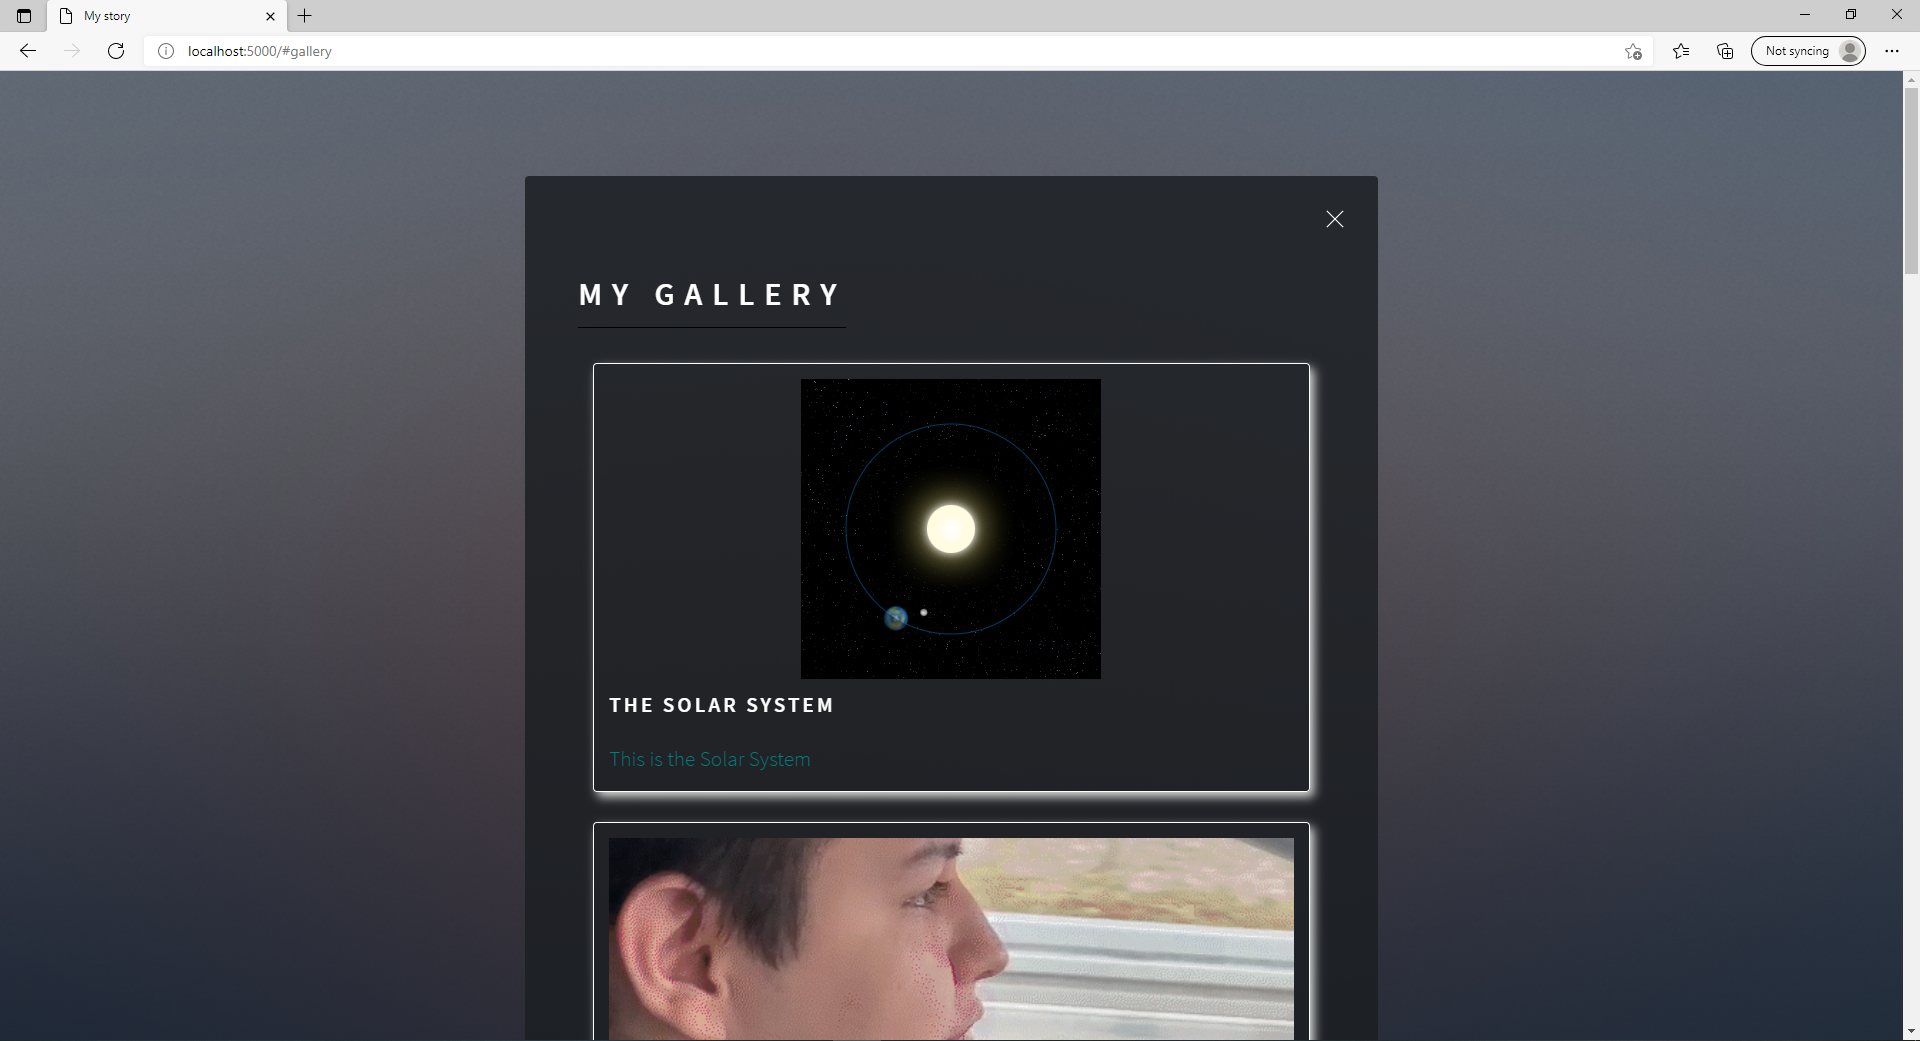 My story
localhost:5000/#gallery
Not syncing
MY GALLERY
THE SOLAR SYSTEM
This is the Solar System